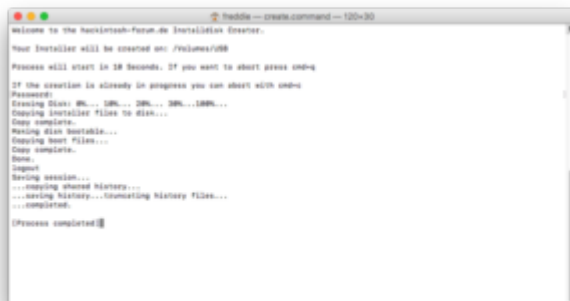 freddie — create.command — 120×30
Welcome to the hackintosh-forum.de Installdisk Creator.
Your Installer will be created on: /Volumes/USB
Process will start in 10 Seconds. If you want to abort press cmd+q
If the creation is already in progress you can abort with cmd+c
Password:
Erasing Disk: 0%... 10%... 20%... 30%...100%...
Copying installer files to disk...
Copy complete.
Making disk bootable...
Copying boot files...
Copy complete.
Done.
logout
Saving session...
...copying shared history...
...saving history...truncating history files...
...completed.
[Process completed]